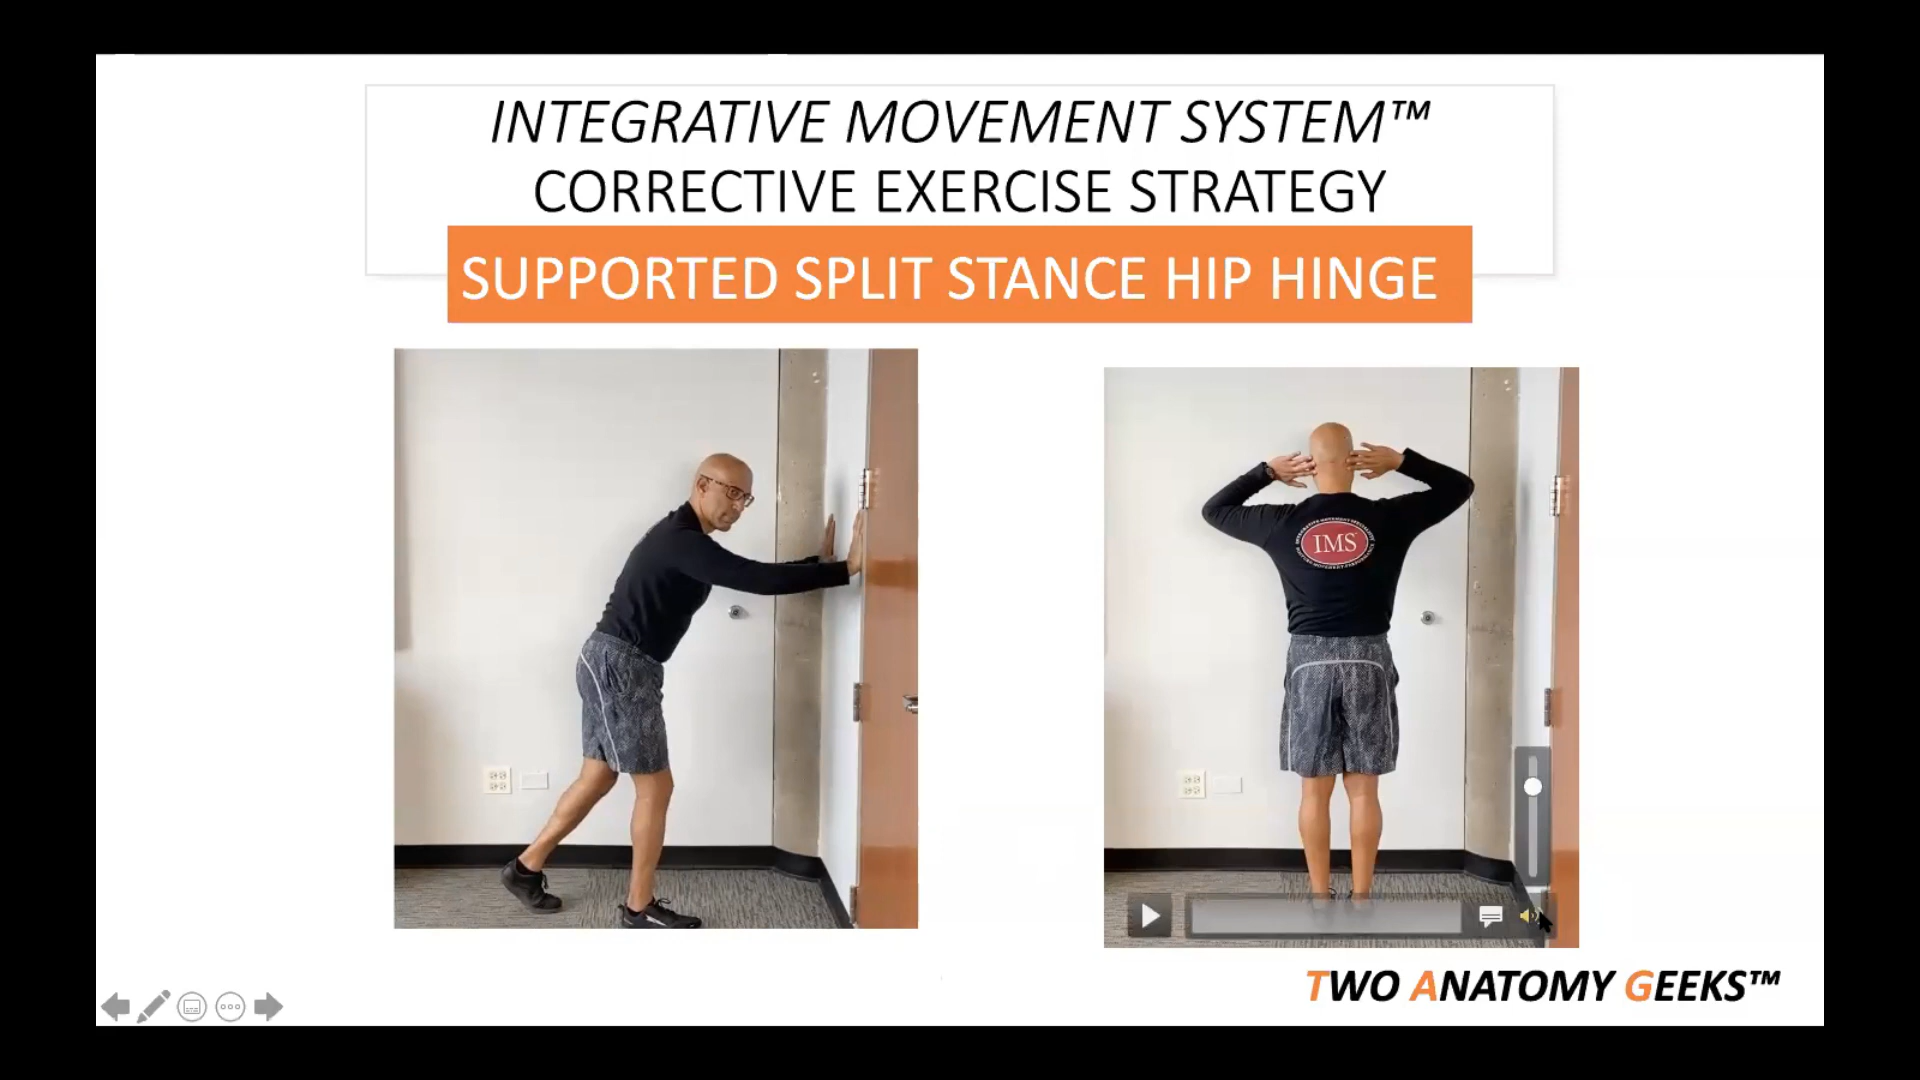 INTEGRATIVE MOVEMENT SYSTEM™
CORRECTIVE EXERCISE STRATEGY
SUPPORTED SPLIT STANCE HIP HINGE
IMS
TWO ANATOMY GEEKS™